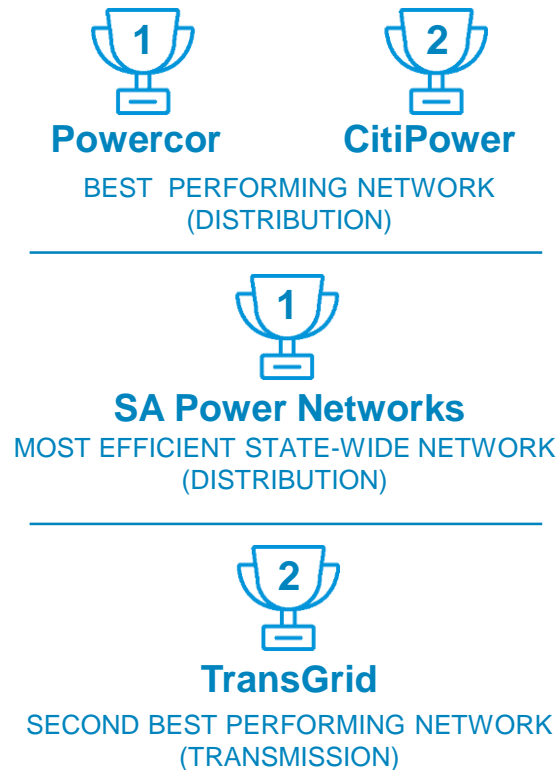 1 2
Powercor CitiPower
BEST PERFORMING NETWORK
(DISTRIBUTION)
1
SA Power Networks
MOST EFFICIENT STATE-WIDE NETWORK
(DISTRIBUTION)
2
TransGrid
SECOND BEST PERFORMING NETWORK
(TRANSMISSION)